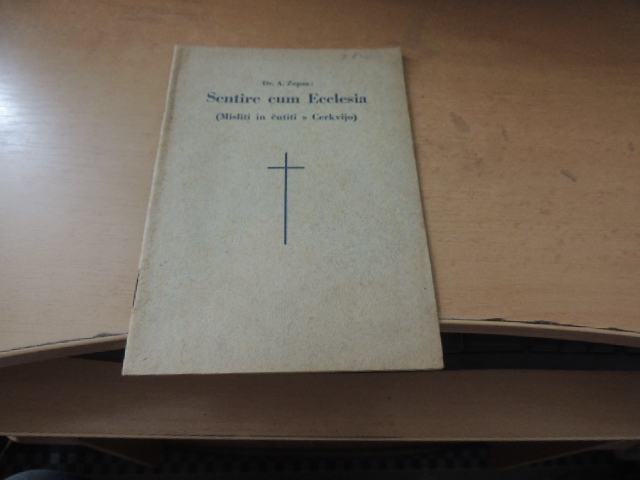 Dr. A. Zupan:
Sentire cum Ecclesia
(Misliti in čutiti s Cerkvijo)